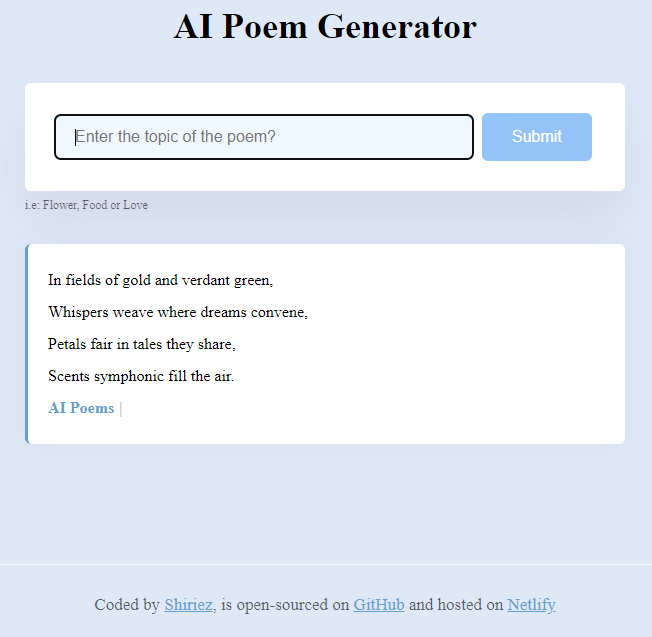 AI Poem Generator
Enter the topic of the poem?
Submit
i.e: Flower, Food or Love
In fields of gold and verdant green,
Whispers weave where dreams convene,
Petals fair in tales they share,
Scents symphonic fill the air.
AI Poems |
Coded by Shiriez, is open-sourced on GitHub and hosted on Netlify